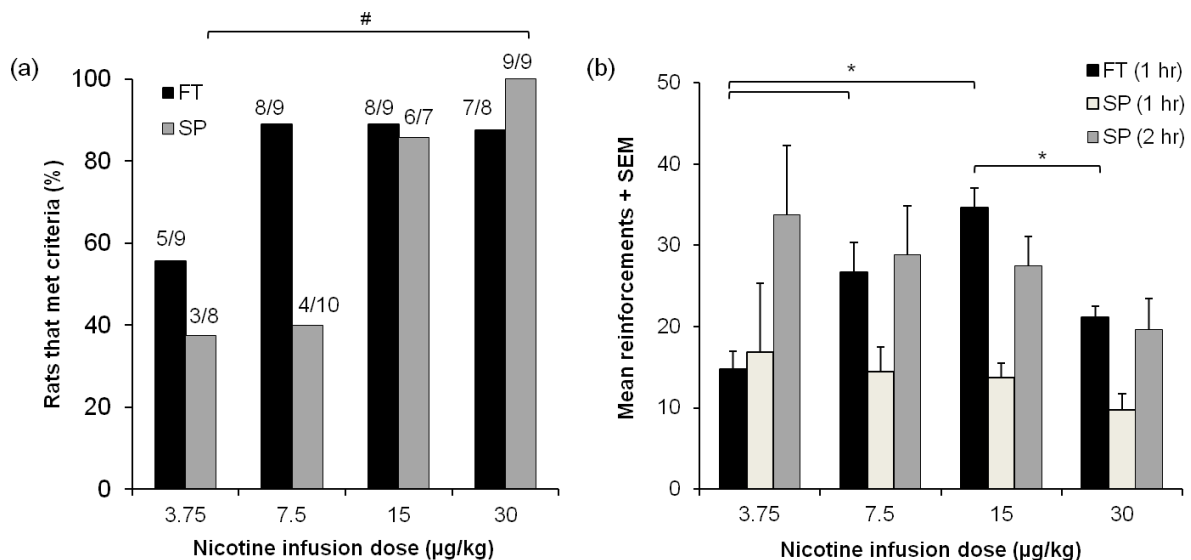 (a)
#
100
80
60
40
20
0
Rats that met criteria (%)
FT
SP
5/9
3/8
8/9
4/10
8/9
6/7
7/8
9/9
3.75 7.5 15 30
Nicotine infusion dose (µg/kg)
(b)
50
40
30
20
10
0
Mean reinforcements + SEM
FT (1 hr)
SP (1 hr)
SP (2 hr)
*
*
3.75 7.5 15 30
Nicotine infusion dose (µg/kg)